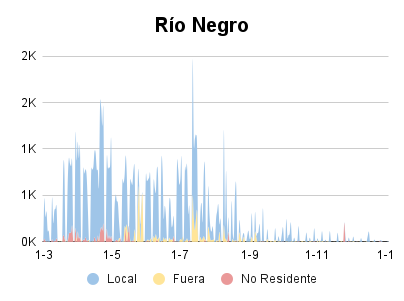 Río Negro
2K
2K
1K
1K
0K
1-3 1-5 1-7 1-9 1-11 1-1
Local Fuera No Residente